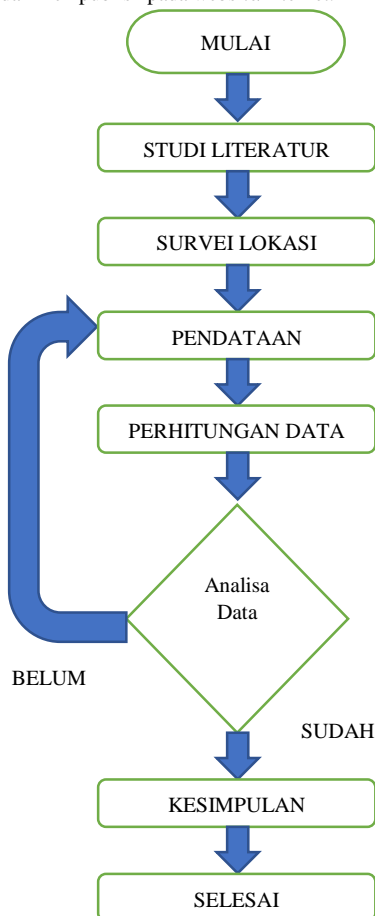 MULAI
STUDI LITERATUR
SURVEI LOKASI
PENDATAAN
PERHITUNGAN DATA
Analisa
Data
BELUM
SUDAH
KESIMPULAN
SELESAI